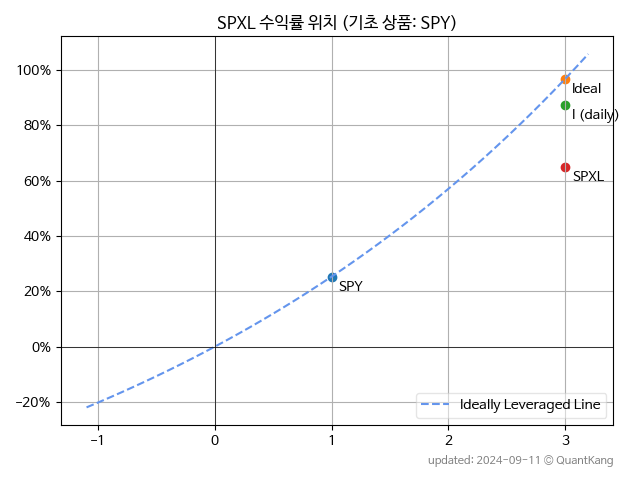 SPXL 수익률 위치 (기초 상품: SPY)
100%
80%
60%
40%
20%
0%
−20%
Ideal
I (daily)
SPXL
SPY
Ideally Leveraged Line
−1
0
1
2
3
updated: 2024-09-11 © QuantKang